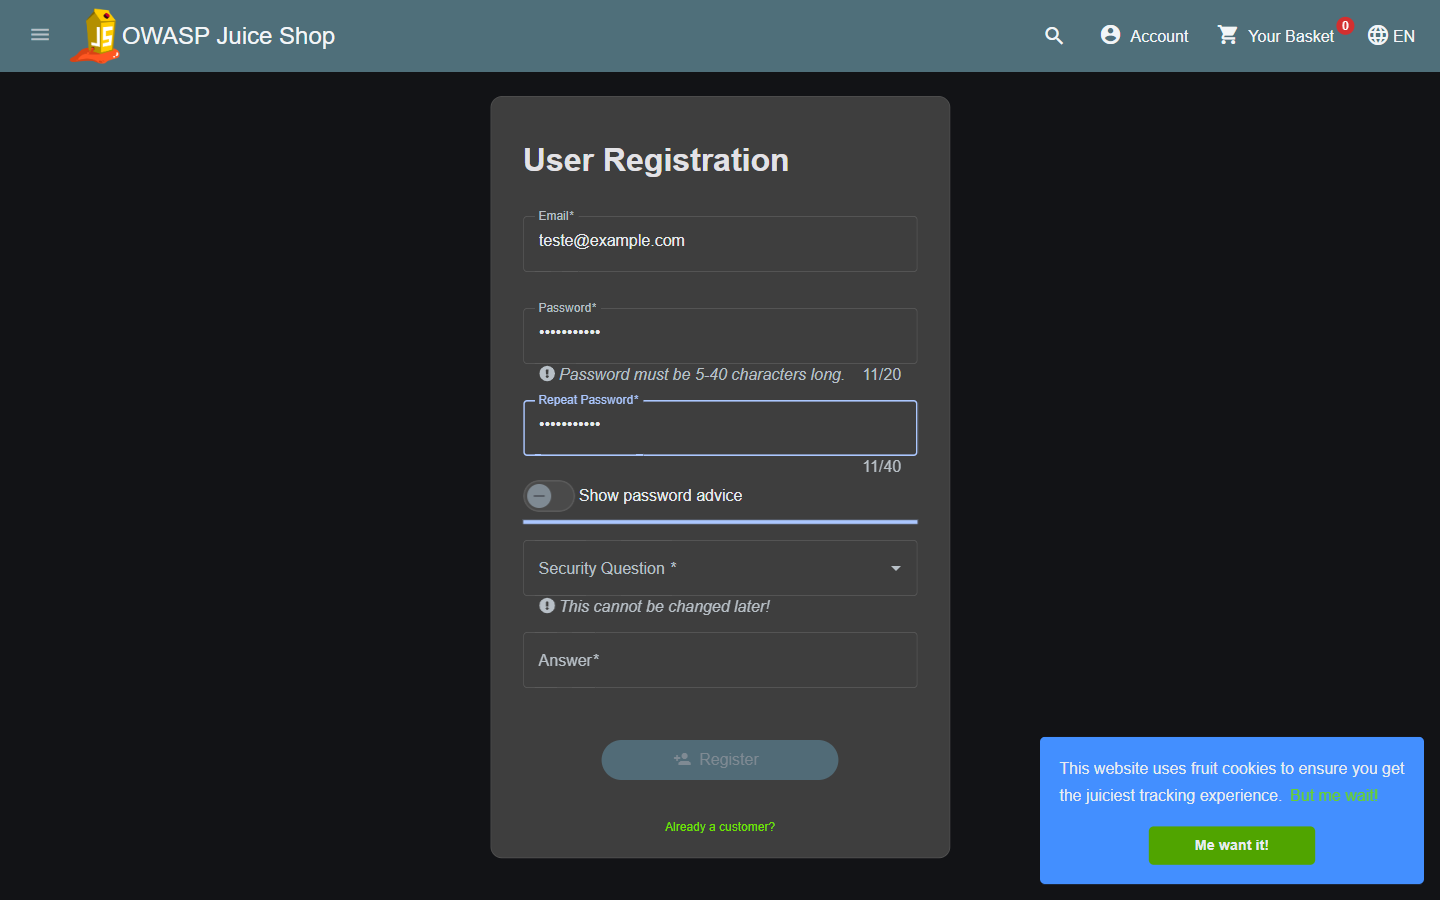 OWASP Juice Shop
Account
Your Basket
0
EN
User Registration
Email*
teste@example.com
Password*
•••••••••••
Password must be 5-40 characters long.
11/20
Repeat Password*
•••••••••••
11/40
Show password advice
Security Question *
This cannot be changed later!
Answer*
Register
Already a customer?
This website uses fruit cookies to ensure you get
the juiciest tracking experience. But me wait!
Me want it!